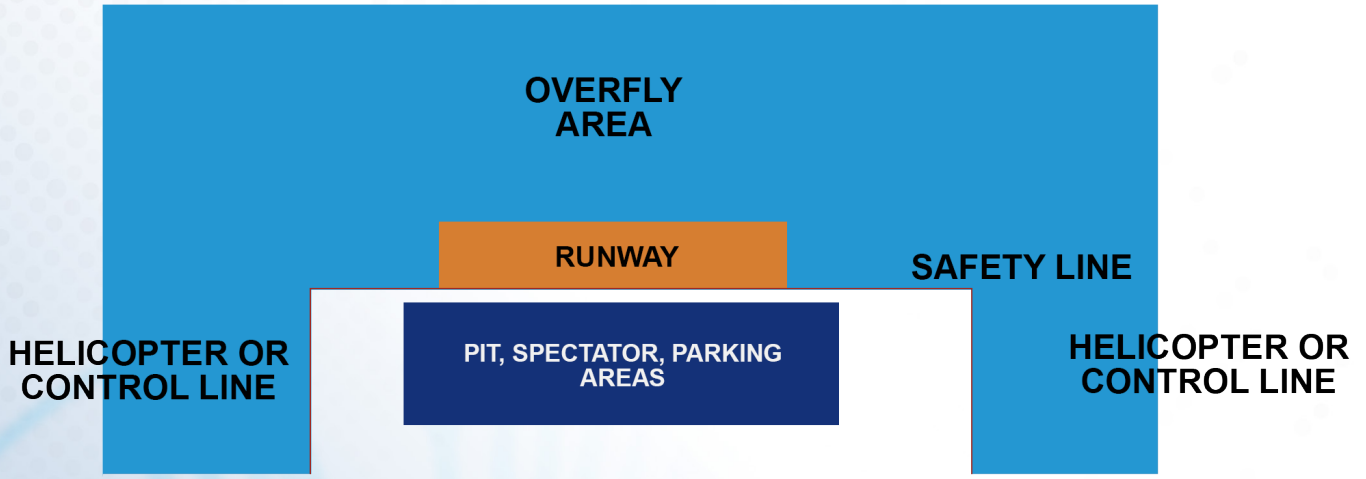 OVERFLY
AREA
RUNWAY
SAFETY LINE
HELICOPTER OR
CONTROL LINE
PIT, SPECTATOR, PARKING
AREAS
HELICOPTER OR
CONTROL LINE